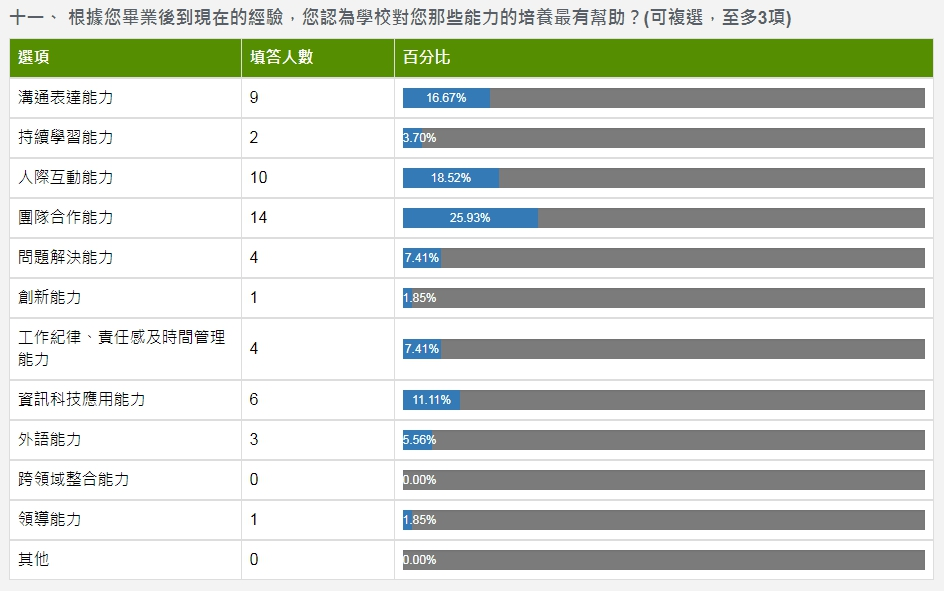 十一、 根據您畢業後到現在的經驗，您認為學校對您那些能力的培養最有幫助？(可複選，至多3項)
選項 填答人數 百分比
溝通表達能力 9 16.67%
持續學習能力 2 3.70%
人際互動能力 10 18.52%
團隊合作能力 14 25.93%
問題解決能力 4 7.41%
創新能力 1 1.85%
工作紀律、責任感及時間管理
能力 4 7.41%
資訊科技應用能力 6 11.11%
外語能力 3 5.56%
跨領域整合能力 0 0.00%
領導能力 1 1.85%
其他 0 0.00%